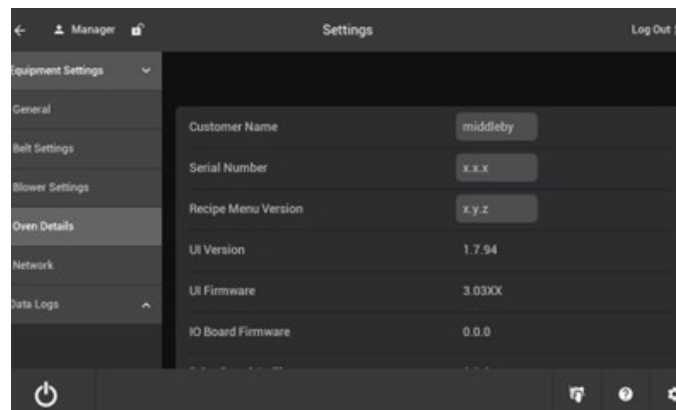 Manager
Settings
Log Out
Equipment Settings
General
Belt Settings
Blower Settings
Oven Details
Network
Data Logs
Customer Name middleby
Serial Number x.x.x
Recipe Menu Version x.y.z
UI Version 1.7.94
UI Firmware 3.03XX
IO Board Firmware 0.0.0